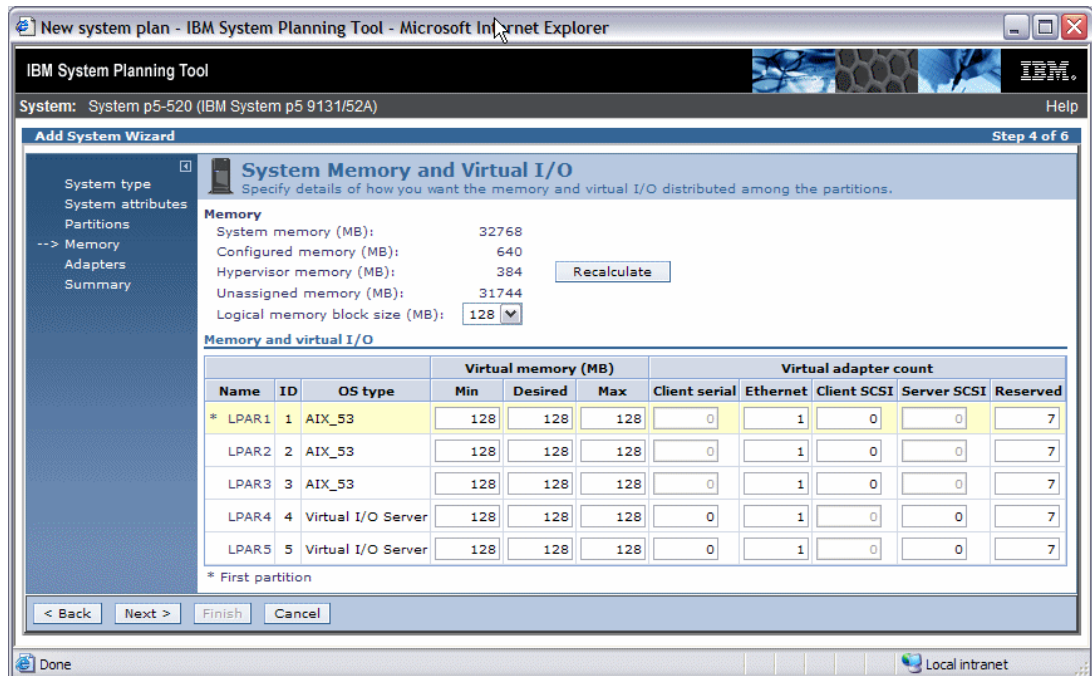 New system plan - IBM System Planning Tool - Microsoft Internet Explorer
IBM System Planning Tool
IBM.
System: System p5-520 (IBM System p5 9131/52A)
Help
Add System Wizard
Step 4 of 6
System type
System attributes
Partitions
--> Memory
Adapters
Summary
System Memory and Virtual I/O
Specify details of how you want the memory and virtual I/O distributed among the partitions.
Memory
System memory (MB): 32768
Configured memory (MB): 640
Hypervisor memory (MB): 384
Recalculate
Unassigned memory (MB): 31744
Logical memory block size (MB): 128
Memory and virtual I/O
Virtual memory (MB) Virtual adapter count
Name ID OS type Min Desired Max Client serial Ethernet Client SCSI Server SCSI Reserved
* LPAR1 1 AIX_53 128 128 128 0 1 0 0 7
LPAR2 2 AIX_53 128 128 128 0 1 0 0 7
LPAR3 3 AIX_53 128 128 128 0 1 0 0 7
LPAR4 4 Virtual I/O Server 128 128 128 0 1 0 0 7
LPAR5 5 Virtual I/O Server 128 128 128 0 1 0 0 7
* First partition
< Back Next > Finish Cancel
Done
Local intranet